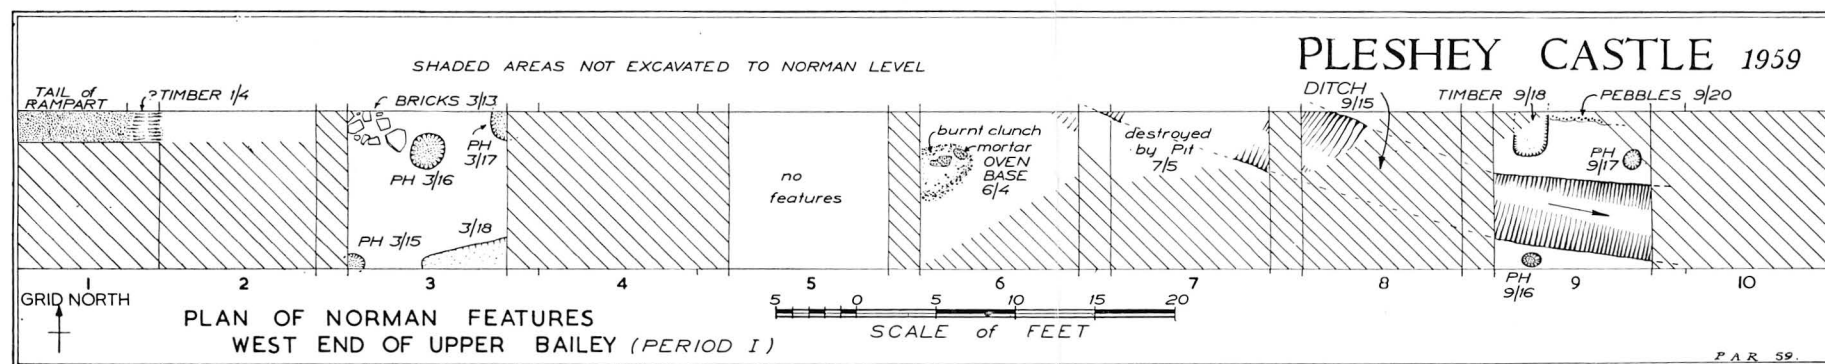 PLESHEY CASTLE 1959
SHADED AREAS NOT EXCAVATED TO NORMAN LEVEL
TAIL of
RAMPART
?TIMBER 1/4
BRICKS 3/13
PH
3/17
PH 3/16
PH 3/15
3/18
no
features
burnt clunch
mortar
OVEN
BASE
6/4
destroyed
by Pit
7/5
DITCH
9/15
TIMBER 9/18
PEBBLES 9/20
PH
9/17
PH
9/16
1 2 3 4 5 6 7 8 9 10
GRID NORTH
PLAN OF NORMAN FEATURES
WEST END OF UPPER BAILEY (PERIOD I)
5 0 5 10 15 20
SCALE of FEET
PAR 59.